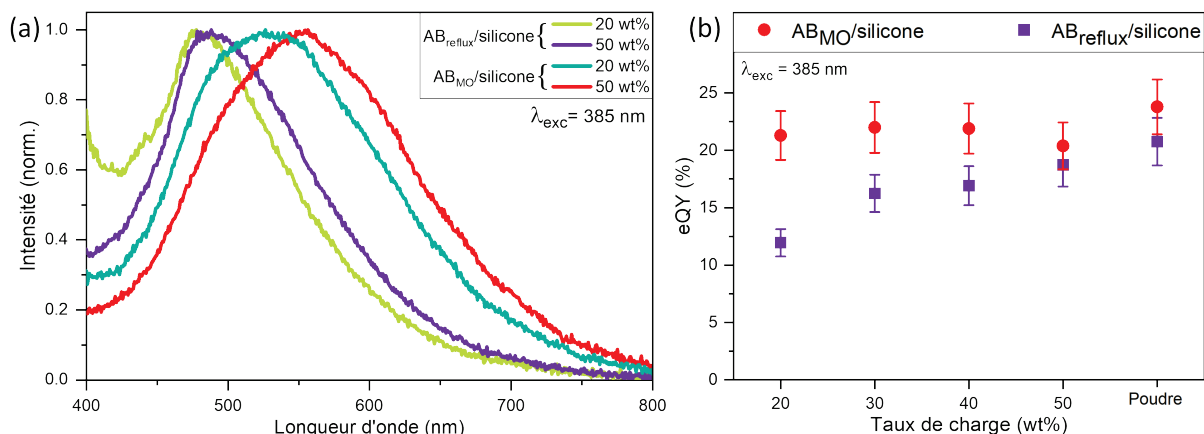 (a)
AB_reflux/silicone { 20 wt%
50 wt%
AB_MO/silicone { 20 wt%
50 wt%
λ_exc= 385 nm
Intensité (norm.)
1.0
0.8
0.6
0.4
0.2
0.0
400 500 600 700 800
Longueur d'onde (nm)
(b)
AB_MO/silicone AB_reflux/silicone
λ_exc = 385 nm
eQY (%)
25
20
15
10
5
0
20 30 40 50 Poudre
Taux de charge (wt%)